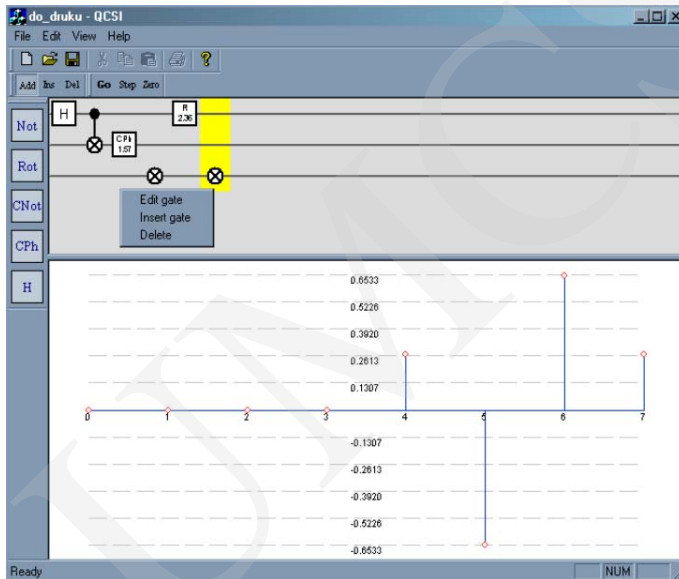 do_druku - QCSI
File Edit View Help
Add Ins Del Go Step Zero
Not
Rot
CNot
CPh
H
H
R
2.36
CPh
1.57
Edit gate
Insert gate
Delete
0.6533
0.5226
0.3920
0.2613
0.1307
0 1 2 3 4 5 6 7
-0.1307
-0.2613
-0.3920
-0.5226
-0.6533
Ready NUM
UMCS